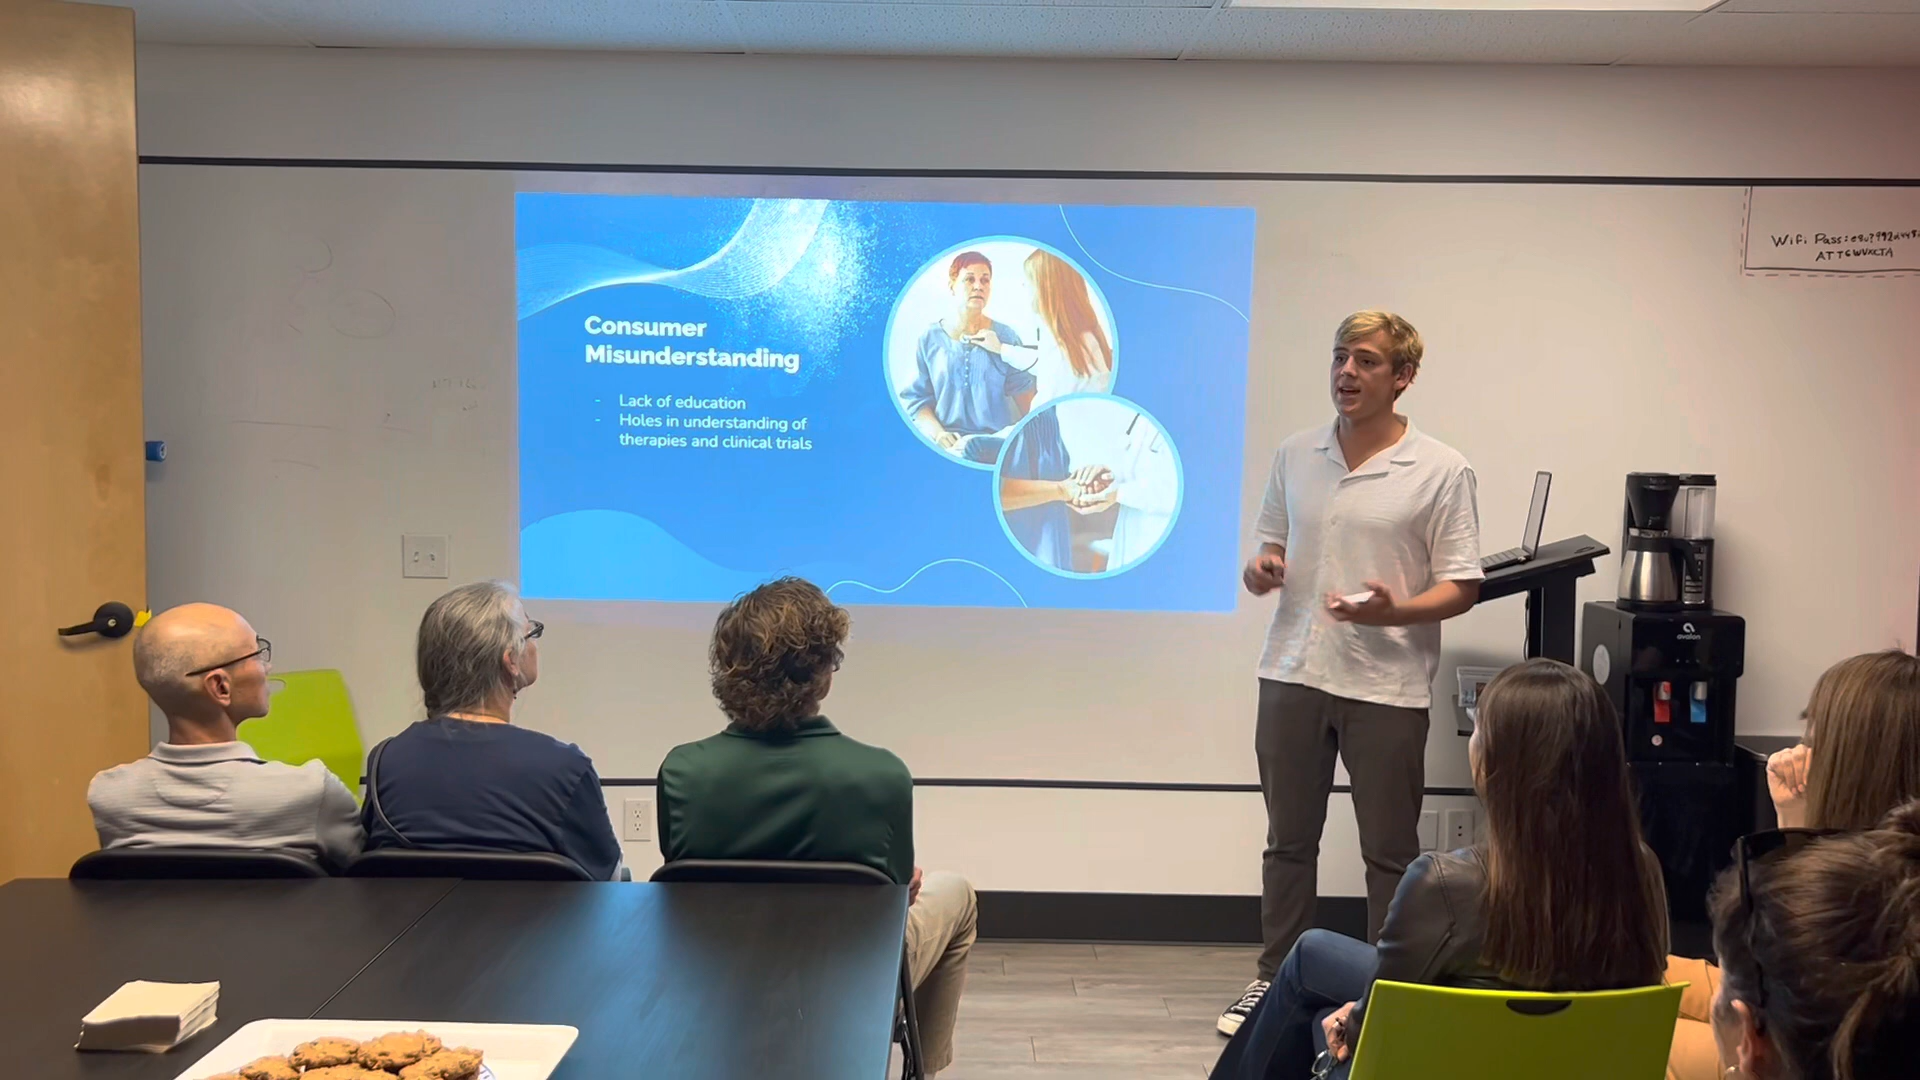 Consumer
Misunderstanding
- Lack of education
- Holes in understanding of
therapies and clinical trials
WiFi Pass:
avalon